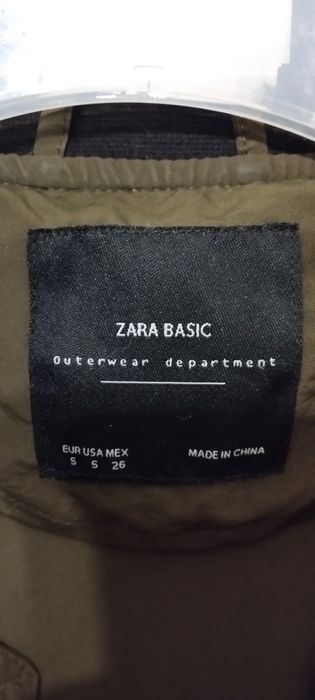 ZARA BASIC
Outerwear department
EUR USA MEX
S S 26
MADE IN CHINA